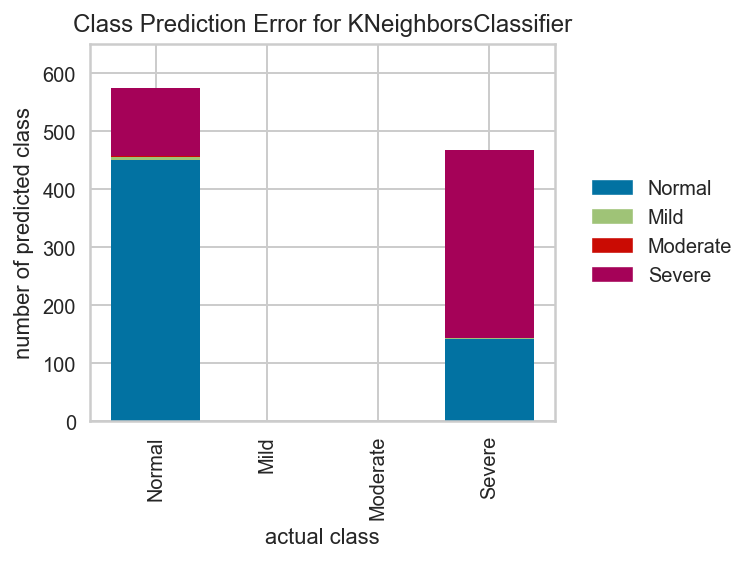 Class Prediction Error for KNeighborsClassifier
number of predicted class
600
500
400
300
200
100
0
Normal
Mild
Moderate
Severe
actual class
Normal
Mild
Moderate
Severe